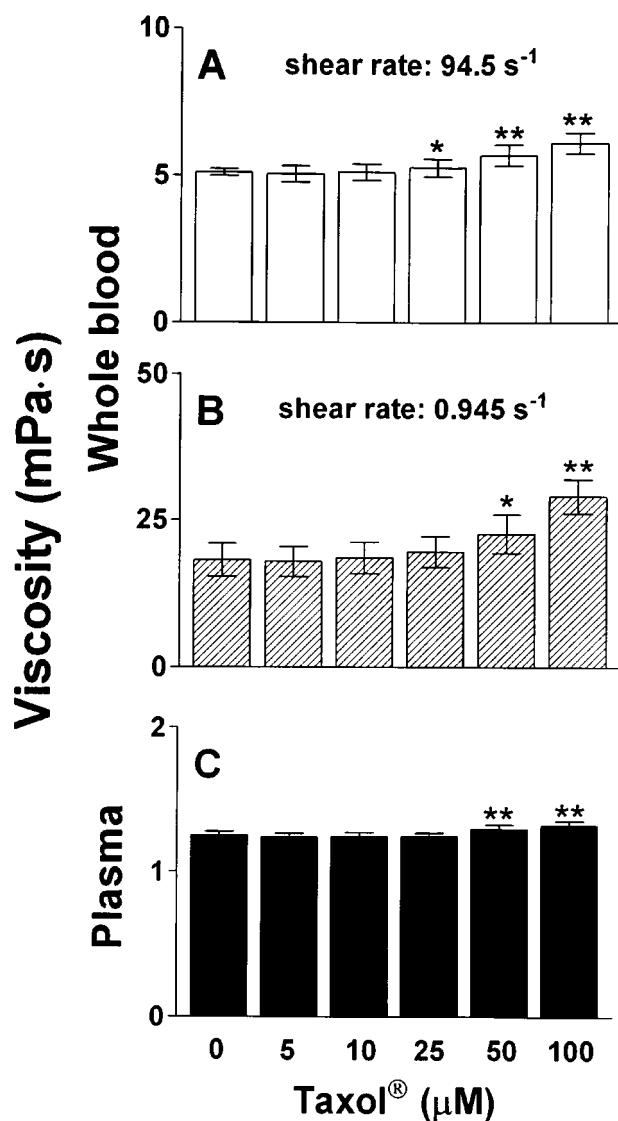 Viscosity (mPa·s)
Whole blood
10
A
shear rate: 94.5 s⁻¹
* ** **
5
0
50
B
shear rate: 0.945 s⁻¹
* **
25
0
Plasma
2
C
** **
1
0
0 5 10 25 50 100
Taxol® (μM)